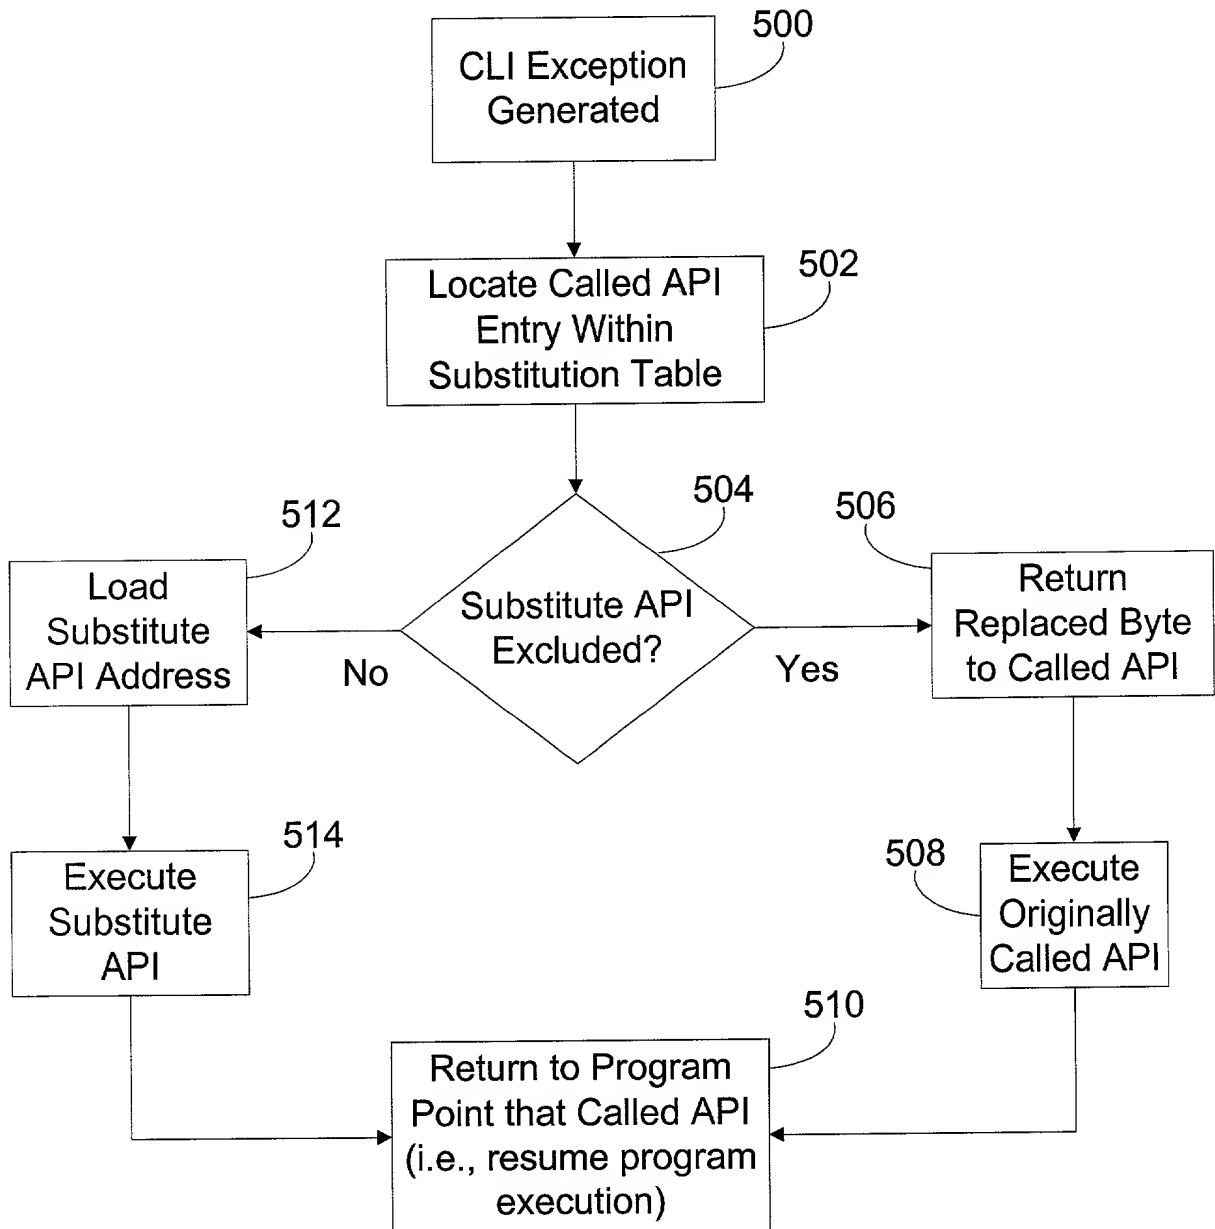 500
CLI Exception
Generated
502
Locate Called API
Entry Within
Substitution Table
504
Substitute API
Excluded?
No
Yes
512
Load
Substitute
API Address
506
Return
Replaced Byte
to Called API
514
Execute
Substitute
API
508
Execute
Originally
Called API
510
Return to Program
Point that Called API
(i.e., resume program
execution)